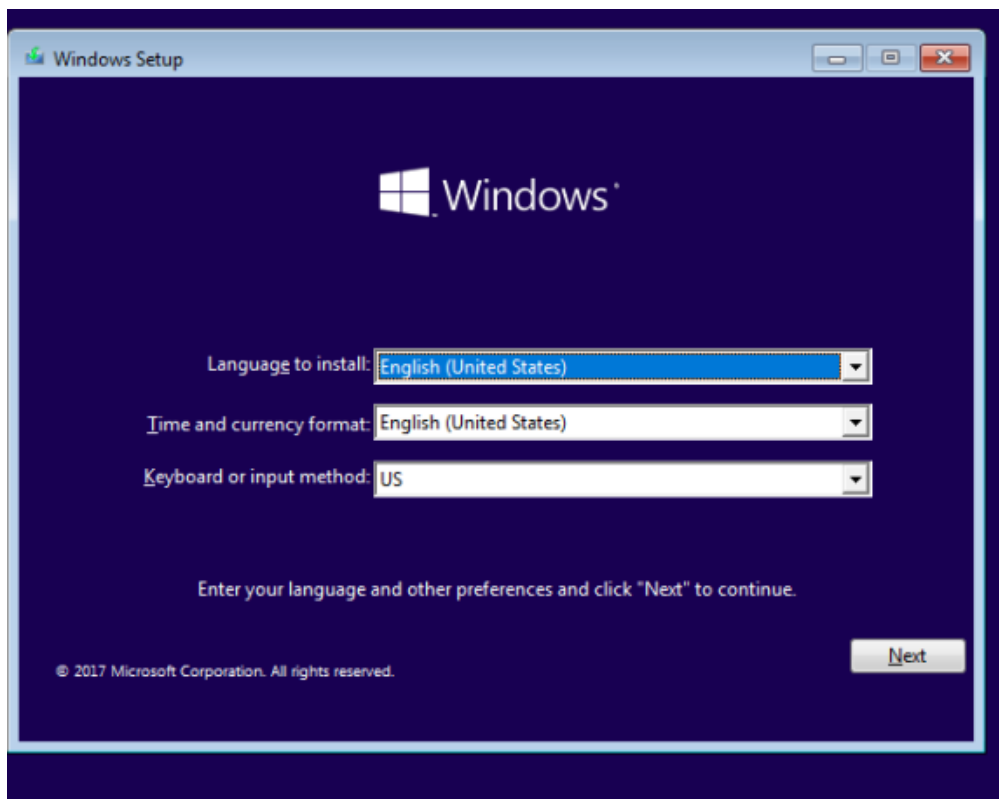 Windows Setup
Windows
Language to install: English (United States)
Time and currency format: English (United States)
Keyboard or input method: US
Enter your language and other preferences and click "Next" to continue.
Next
© 2017 Microsoft Corporation. All rights reserved.